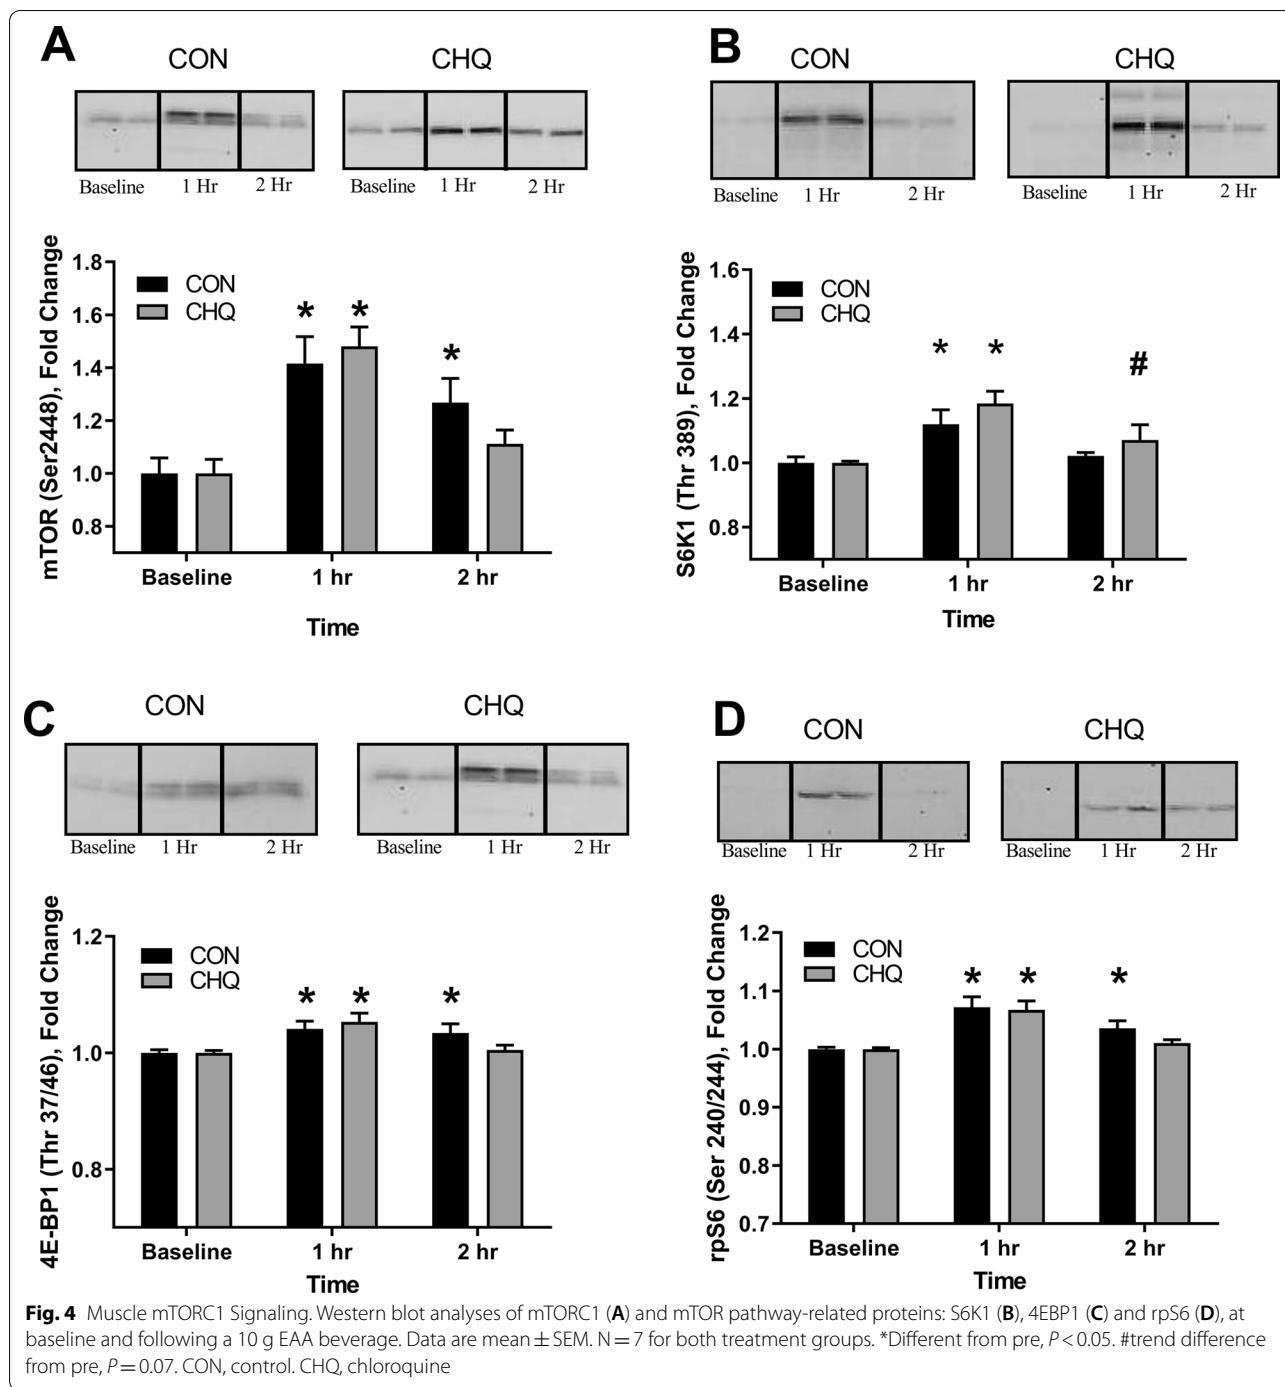 A
CON
CHQ
Baseline
1 Hr
2 Hr
Baseline
1 Hr
2 Hr
mTOR (Ser2448), Fold Change
1.8
1.6
1.4
1.2
1.0
0.8
CON
CHQ
*
*
*
Baseline
1 hr
2 hr
Time
B
CON
CHQ
Baseline
1 Hr
2 Hr
Baseline
1 Hr
2 Hr
S6K1 (Thr 389), Fold Change
1.6
1.4
1.2
1.0
0.8
CON
CHQ
*
*
#
Baseline
1 hr
2 hr
Time
C
CON
CHQ
Baseline
1 Hr
2 Hr
Baseline
1 Hr
2 Hr
4E-BP1 (Thr 37/46), Fold Change
1.2
1.0
0.8
CON
CHQ
*
*
*
Baseline
1 hr
2 hr
Time
D
CON
CHQ
Baseline
1 Hr
2 Hr
Baseline
1 Hr
2 Hr
rpS6 (Ser 240/244), Fold Change
1.2
1.1
1.0
0.9
0.8
0.7
CON
CHQ
*
*
*
Baseline
1 hr
2 hr
Time
Fig. 4 Muscle mTORC1 Signaling. Western blot analyses of mTORC1 (A) and mTOR pathway-related proteins: S6K1 (B), 4EBP1 (C) and rpS6 (D), at
baseline and following a 10 g EAA beverage. Data are mean ± SEM. N = 7 for both treatment groups. *Different from pre, P < 0.05. #trend difference
from pre, P = 0.07. CON, control. CHQ, chloroquine